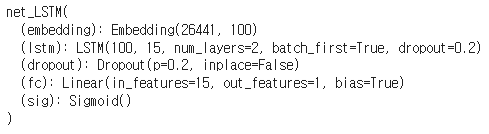 net_LSTM(
  (embedding): Embedding(26441, 100)
  (lstm): LSTM(100, 15, num_layers=2, batch_first=True, dropout=0.2)
  (dropout): Dropout(p=0.2, inplace=False)
  (fc): Linear(in_features=15, out_features=1, bias=True)
  (sig): Sigmoid()
)